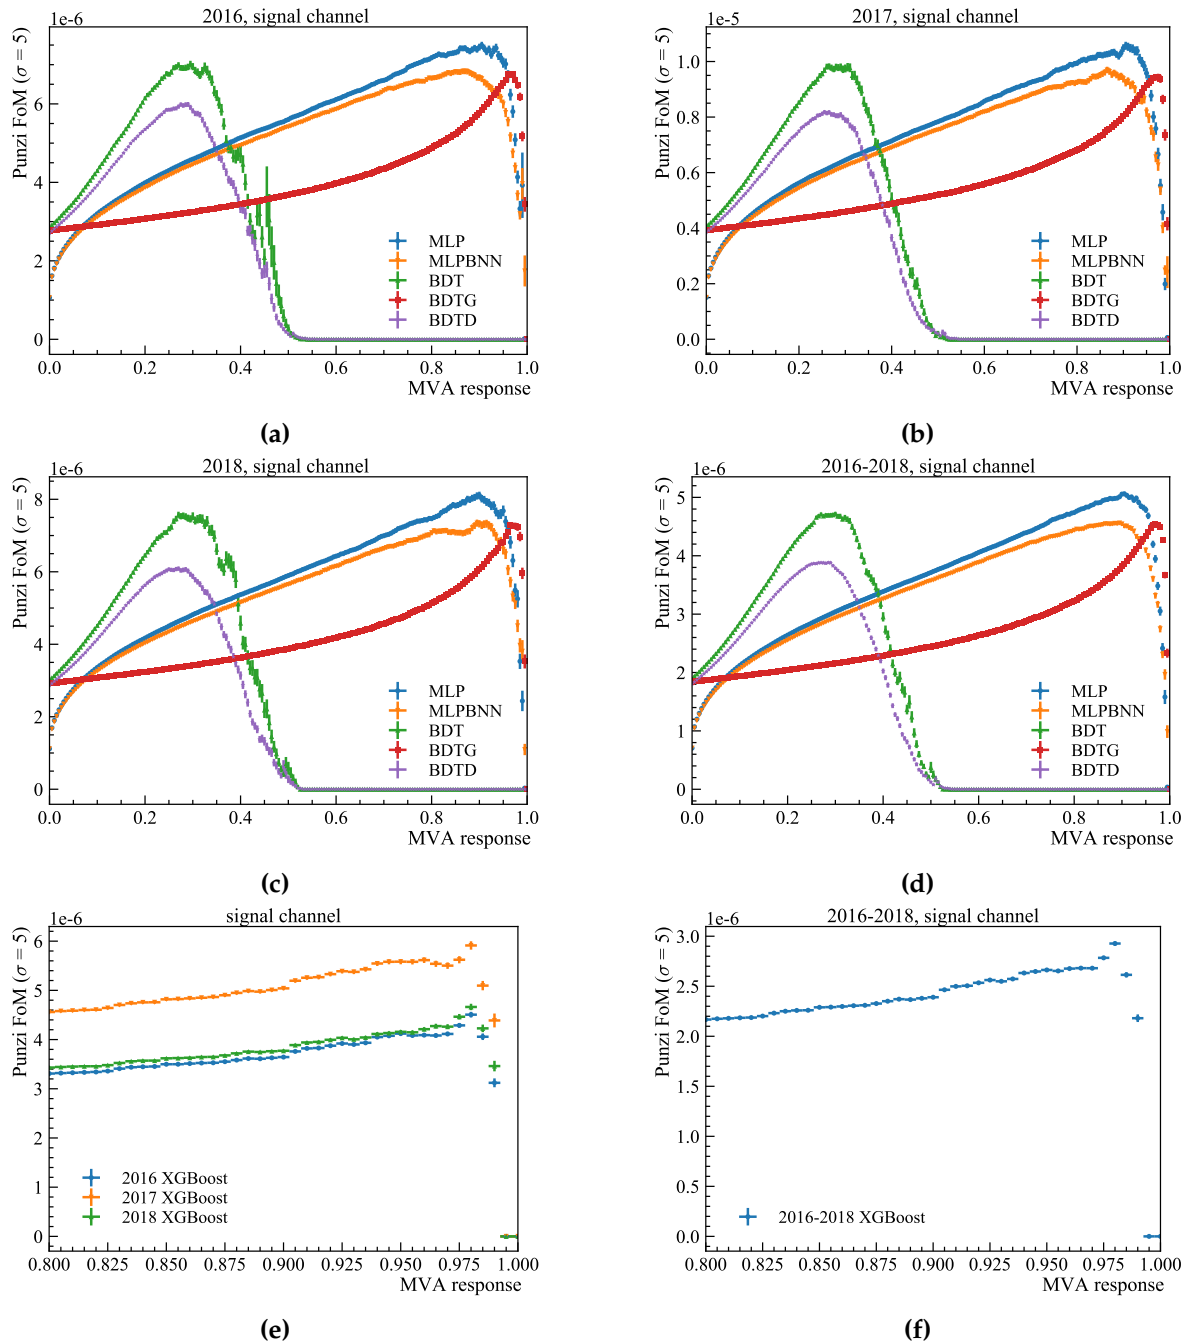 2016, signal channel
1e-6
Punzi FoM (σ = 5)
8
6
4
2
0
0.0 0.2 0.4 0.6 0.8 1.0
MVA response
MLP
MLPBNN
BDT
BDTG
BDTD
(a)
2017, signal channel
1e-5
Punzi FoM (σ = 5)
1.0
0.8
0.6
0.4
0.2
0.0
0.0 0.2 0.4 0.6 0.8 1.0
MVA response
MLP
MLPBNN
BDT
BDTG
BDTD
(b)
2018, signal channel
1e-6
Punzi FoM (σ = 5)
8
6
4
2
0
0.0 0.2 0.4 0.6 0.8 1.0
MVA response
MLP
MLPBNN
BDT
BDTG
BDTD
(c)
2016-2018, signal channel
1e-6
Punzi FoM (σ = 5)
5
4
3
2
1
0
0.0 0.2 0.4 0.6 0.8 1.0
MVA response
MLP
MLPBNN
BDT
BDTG
BDTD
(d)
signal channel
1e-6
Punzi FoM (σ = 5)
6
5
4
3
2
1
0
0.800 0.825 0.850 0.875 0.900 0.925 0.950 0.975 1.000
MVA response
2016 XGBoost
2017 XGBoost
2018 XGBoost
(e)
2016-2018, signal channel
1e-6
Punzi FoM (σ = 5)
3.0
2.5
2.0
1.5
1.0
0.5
0.0
0.800 0.825 0.850 0.875 0.900 0.925 0.950 0.975 1.000
MVA response
2016-2018 XGBoost
(f)